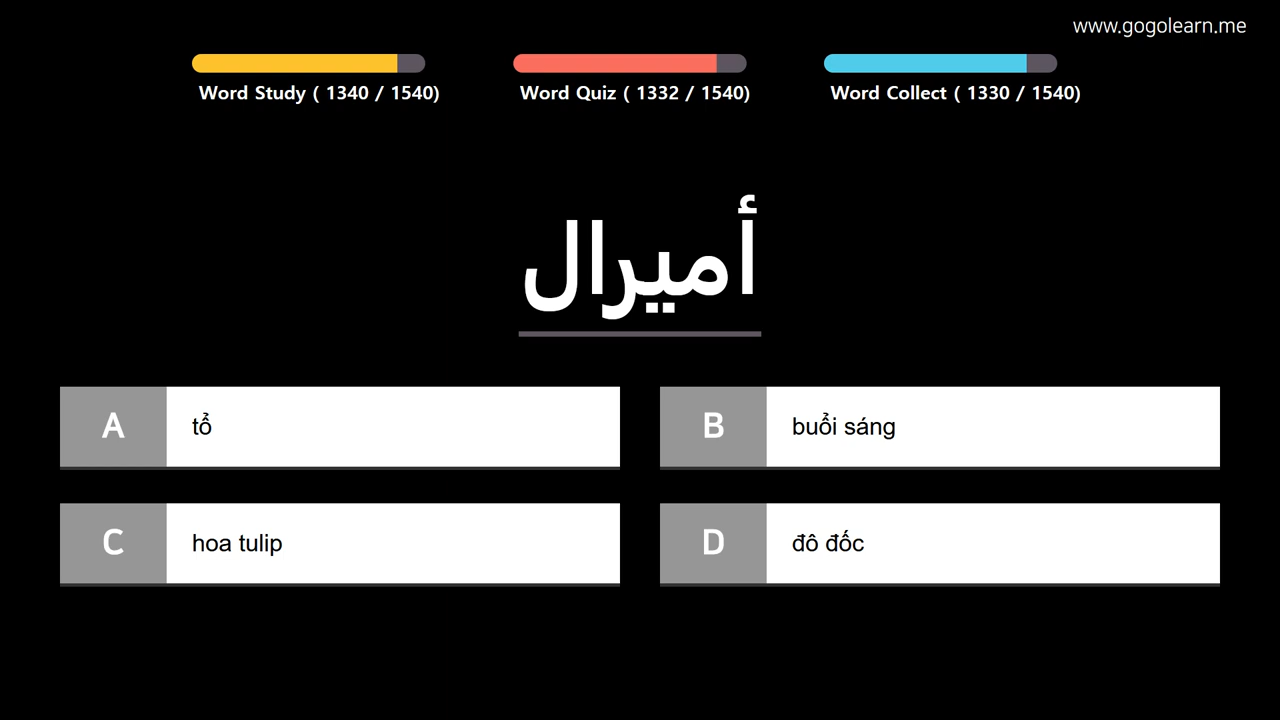 www.gogolearn.me
Word Study ( 1340 / 1540)
Word Quiz ( 1332 / 1540)
Word Collect ( 1330 / 1540)
أميرال
A tổ
B buổi sáng
C hoa tulip
D đô đốc